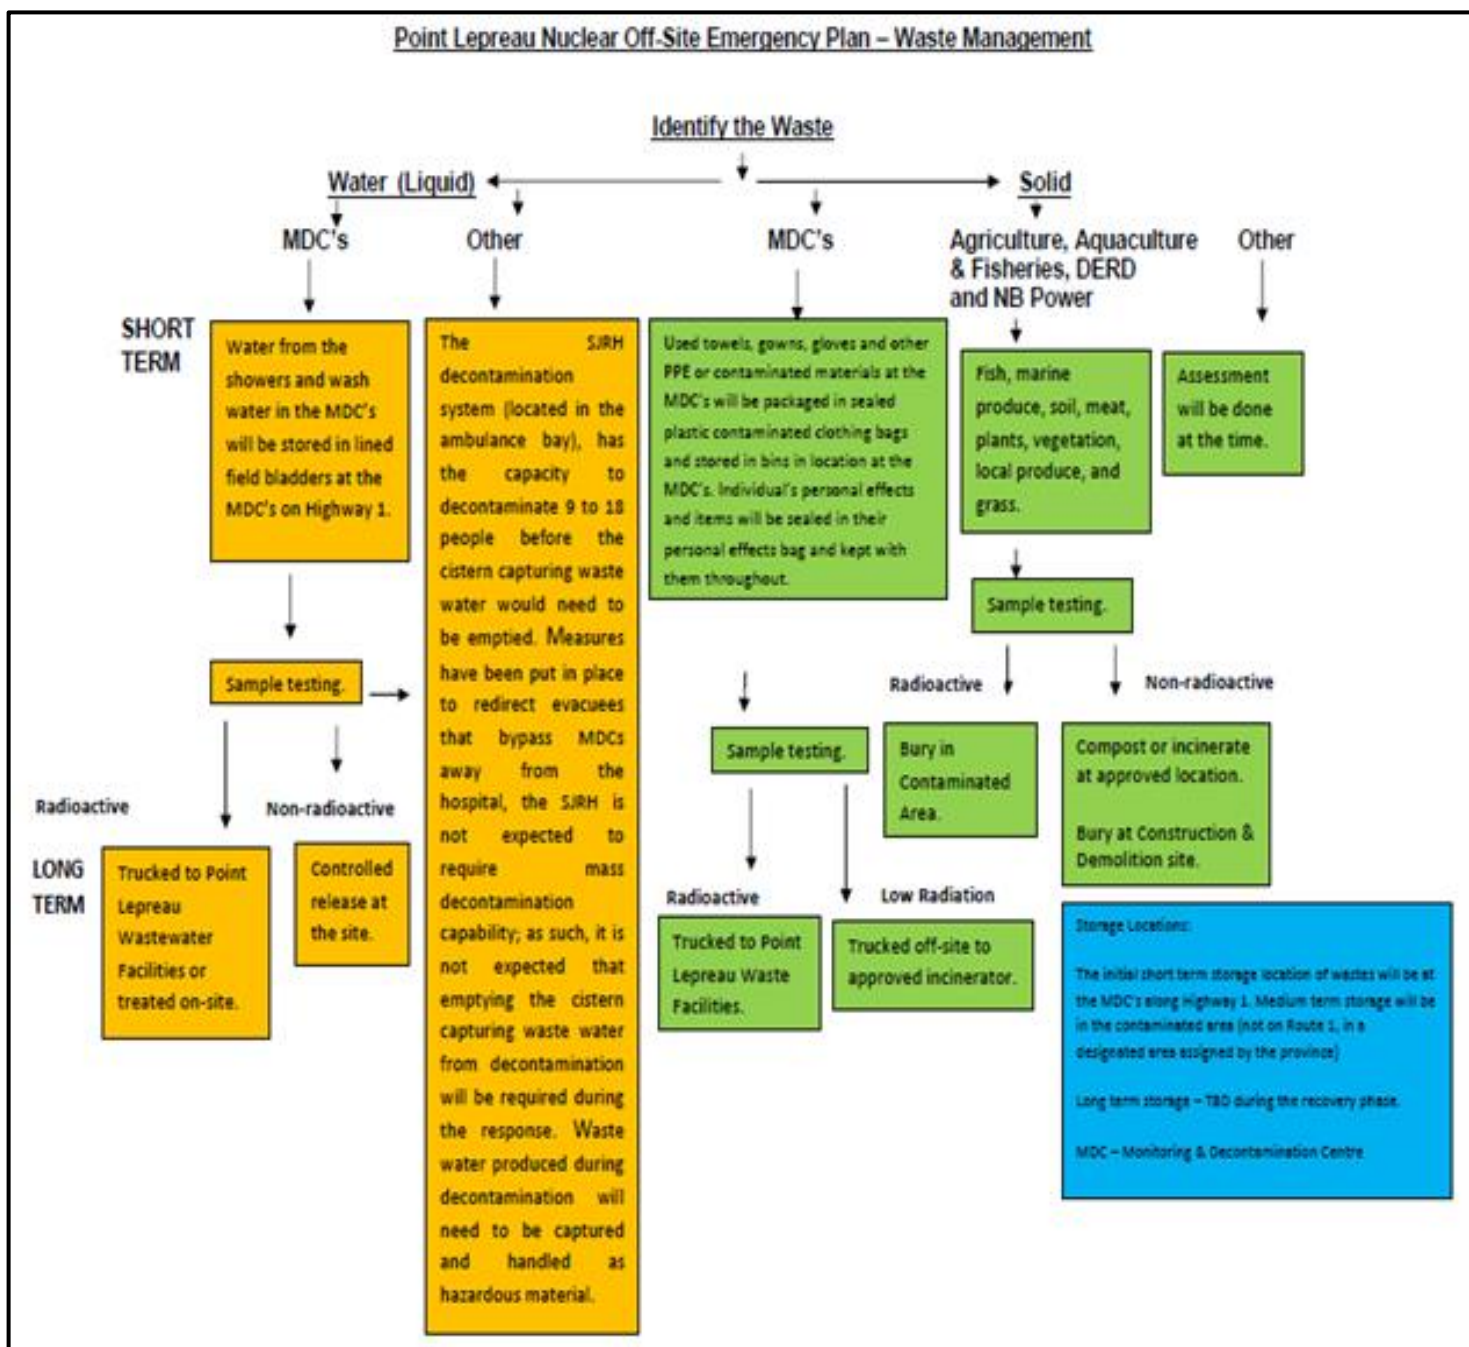 Point Lepreau Nuclear Off-Site Emergency Plan – Waste Management
Identify the Waste
Water (Liquid)
Solid
MDC's
Other
MDC's
Agriculture, Aquaculture
& Fisheries, DERD
and NB Power
Other
SHORT
TERM
Water from the
showers and wash
water in the MDC's
will be stored in lined
field bladders at the
MDC's on Highway 1.
The SJRH
decontamination
system (located in the
ambulance bay), has
the capacity to
decontaminate 9 to 18
people before the
cistern capturing waste
water would need to
be emptied. Measures
have been put in place
to redirect evacuees
that bypass MDCs
away from the
hospital, the SJRH is
not expected to
require mass
decontamination
capability; as such, it is
not expected that
emptying the cistern
capturing waste water
from decontamination
will be required during
the response. Waste
water produced during
decontamination will
need to be captured
and handled as
hazardous material.
Used towels, gowns, gloves and other
PPE or contaminated materials at the
MDC's will be packaged in sealed
plastic contaminated clothing bags
and stored in bins in location at the
MDC's. Individual's personal effects
and items will be sealed in their
personal effects bag and kept with
them throughout.
Fish, marine
produce, soil, meat,
plants, vegetation,
local produce, and
grass.
Assessment
will be done
at the time.
Sample testing.
Sample testing.
Radioactive
Non-radioactive
Sample testing.
Bury in
Contaminated
Area.
Compost or incinerate
at approved location.
Bury at Construction &
Demolition site.
Radioactive
Non-radioactive
LONG
TERM
Trucked to Point
Lepreau
Wastewater
Facilities or
treated on-site.
Controlled
release at
the site.
Radioactive
Low Radiation
Trucked to Point
Lepreau Waste
Facilities.
Trucked off-site to
approved incinerator.
Storage Locations:
The initial short term storage location of wastes will be at
the MDC's along Highway 1. Medium term storage will be
in the contaminated area (not on Route 1, in a
designated area assigned by the province)
Long term storage – TBD during the recovery phase.
MDC – Monitoring & Decontamination Centre